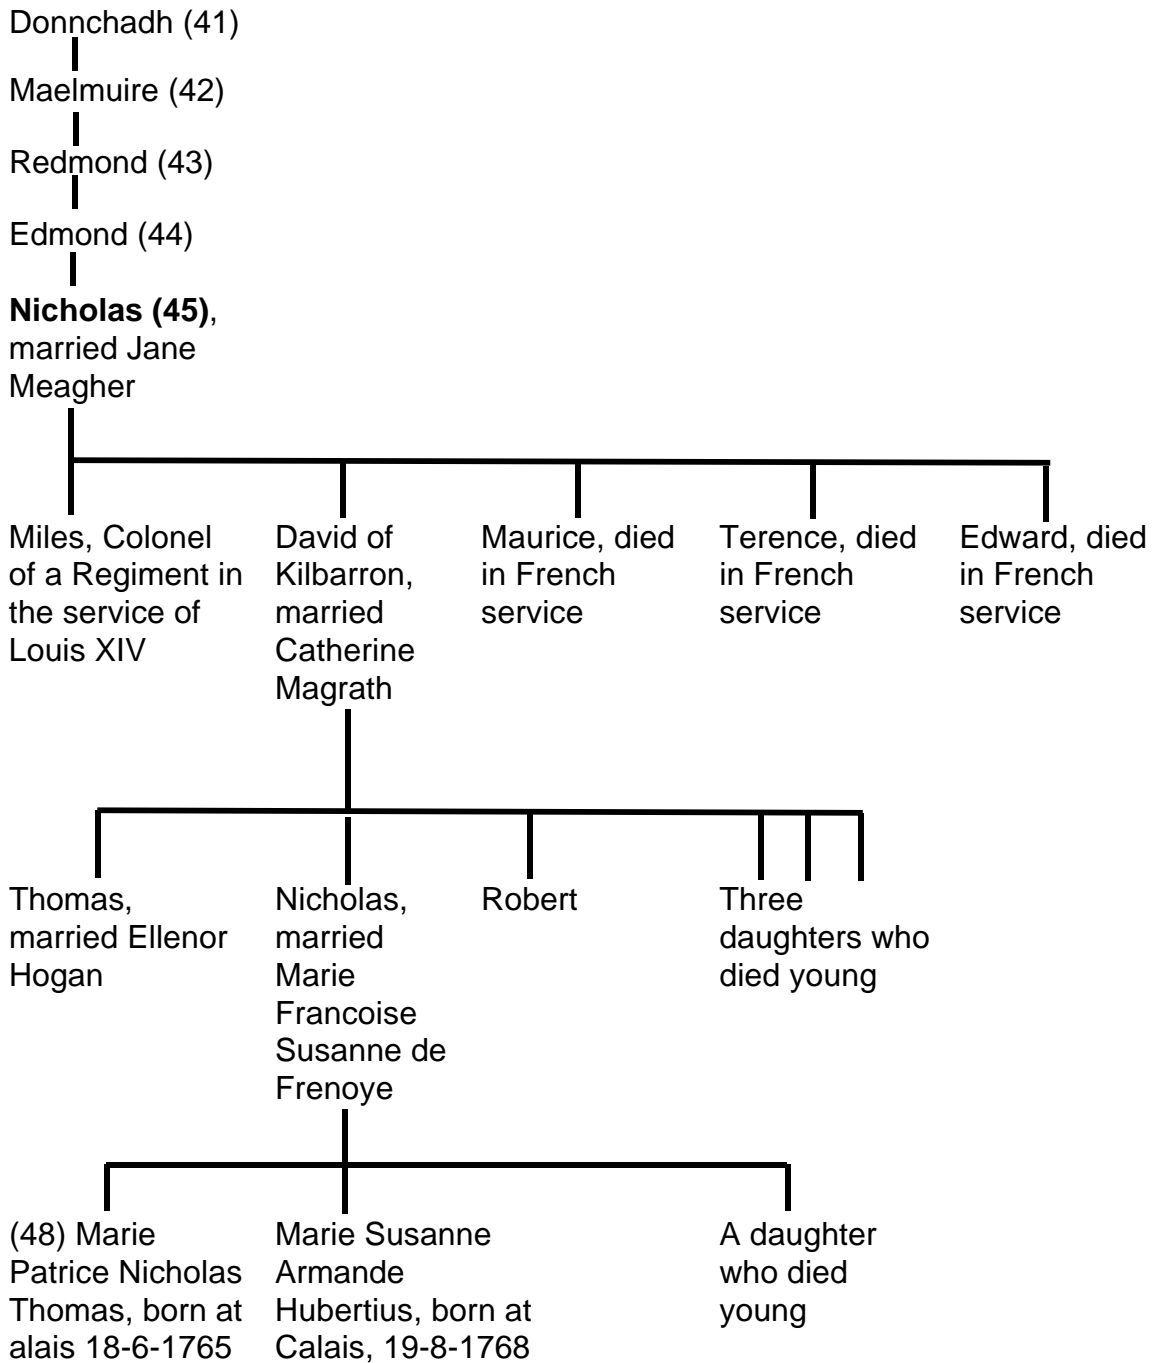 Donnchadh (41)
Maelmuire (42)
Redmond (43)
Edmond (44)
Nicholas (45),
married Jane
Meagher
Miles, Colonel
of a Regiment in
the service of
Louis XIV
David of
Kilbarron,
married
Catherine
Magrath
Maurice, died
in French
service
Terence, died
in French
service
Edward, died
in French
service
Thomas,
married Ellenor
Hogan
Nicholas,
married
Marie
Francoise
Susanne de
Frenoye
Robert
Three
daughters who
died young
(48) Marie
Patrice Nicholas
Thomas, born at
alais 18-6-1765
Marie Susanne
Armande
Hubertius, born at
Calais, 19-8-1768
A daughter
who died
young